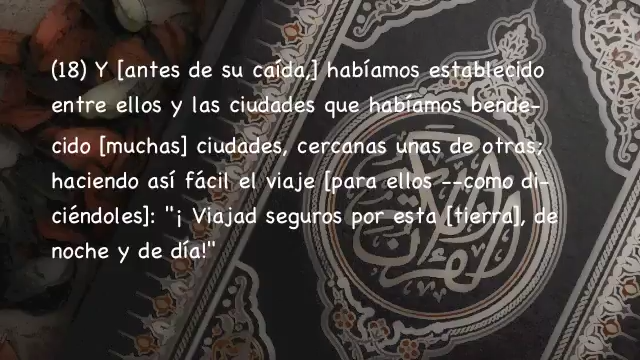 (18) Y [antes de su caída,] habíamos establecido
entre ellos y las ciudades que habíamos bende-
cido [muchas] ciudades, cercanas unas de otras;
haciendo así fácil el viaje [para ellos --como di-
ciéndoles]: "¡ Viajad seguros por esta [tierra], de
noche y de día!"
القرآن